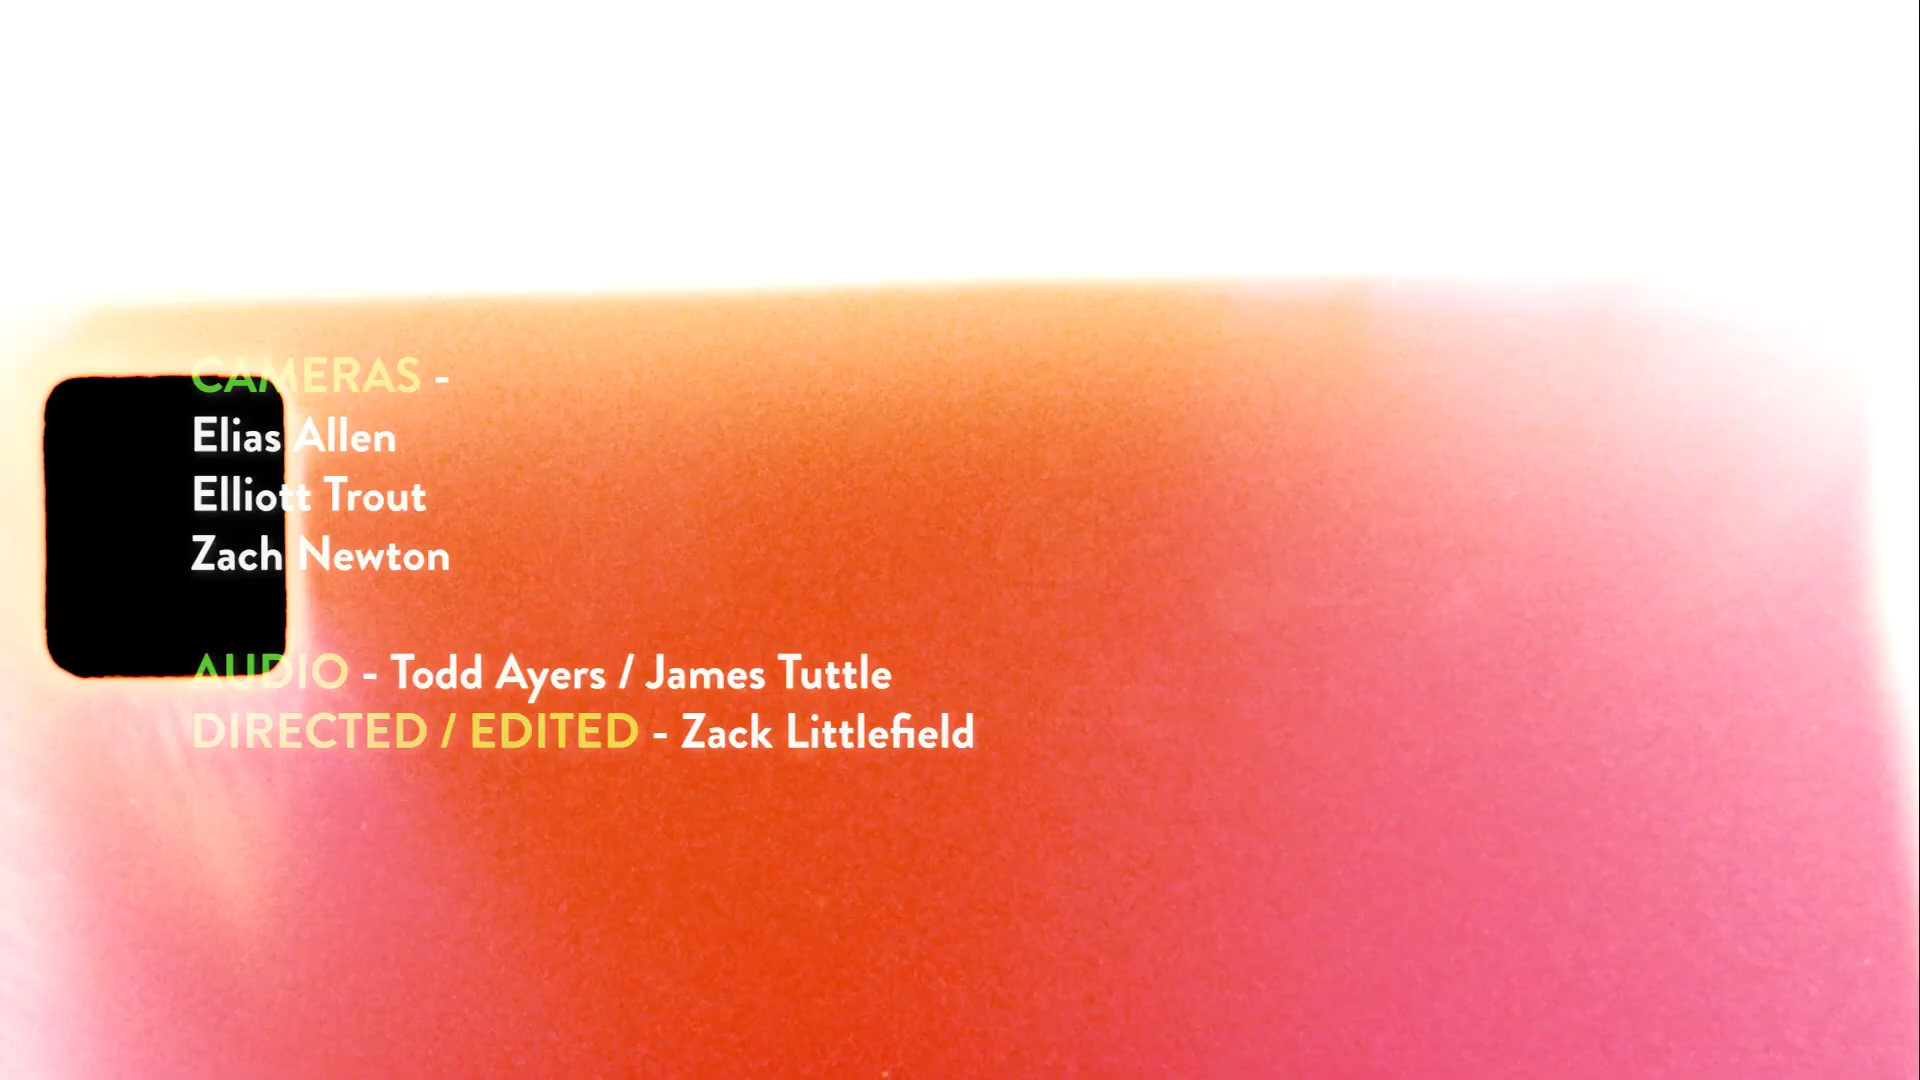 CAMERAS -
Elias Allen
Elliott Trout
Zach Newton
AUDIO - Todd Ayers / James Tuttle
DIRECTED / EDITED - Zack Littlefield